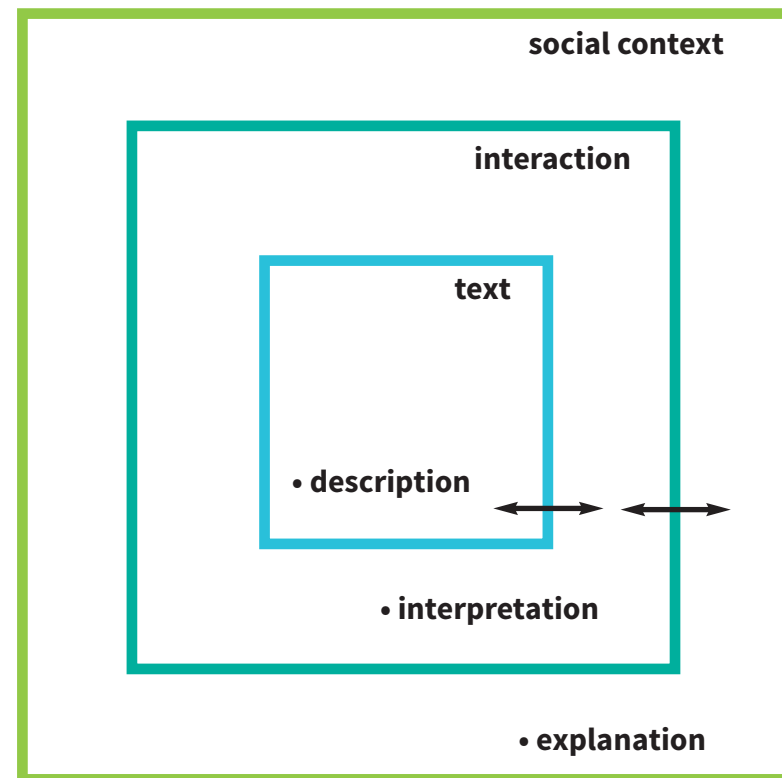 social context
interaction
text
• description
• interpretation
• explanation